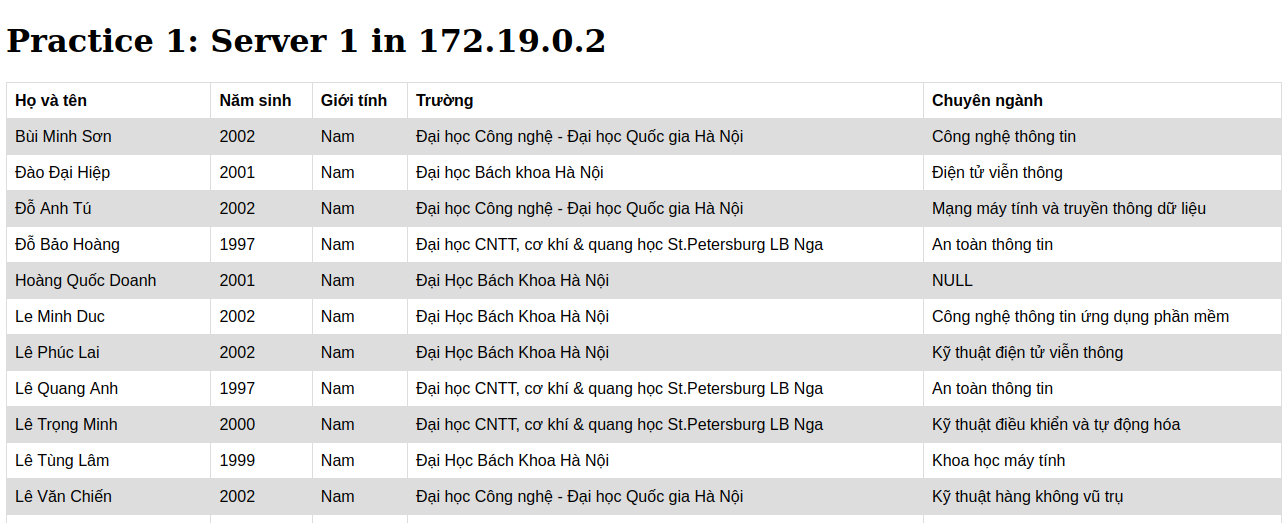 Practice 1: Server 1 in 172.19.0.2
Họ và tên Năm sinh Giới tính Trường Chuyên ngành
Bùi Minh Sơn 2002 Nam Đại học Công nghệ - Đại học Quốc gia Hà Nội Công nghệ thông tin
Đào Đại Hiệp 2001 Nam Đại học Bách khoa Hà Nội Điện tử viễn thông
Đỗ Anh Tú 2002 Nam Đại học Công nghệ - Đại học Quốc gia Hà Nội Mạng máy tính và truyền thông dữ liệu
Đỗ Bảo Hoàng 1997 Nam Đại học CNTT, cơ khí & quang học St.Petersburg LB Nga An toàn thông tin
Hoàng Quốc Doanh 2001 Nam Đại Học Bách Khoa Hà Nội NULL
Le Minh Duc 2002 Nam Đại Học Bách Khoa Hà Nội Công nghệ thông tin ứng dụng phần mềm
Lê Phúc Lai 2002 Nam Đại Học Bách Khoa Hà Nội Kỹ thuật điện tử viễn thông
Lê Quang Anh 1997 Nam Đại học CNTT, cơ khí & quang học St.Petersburg LB Nga An toàn thông tin
Lê Trọng Minh 2000 Nam Đại học CNTT, cơ khí & quang học St.Petersburg LB Nga Kỹ thuật điều khiển và tự động hóa
Lê Tùng Lâm 1999 Nam Đại Học Bách Khoa Hà Nội Khoa học máy tính
Lê Văn Chiến 2002 Nam Đại học Công nghệ - Đại học Quốc gia Hà Nội Kỹ thuật hàng không vũ trụ